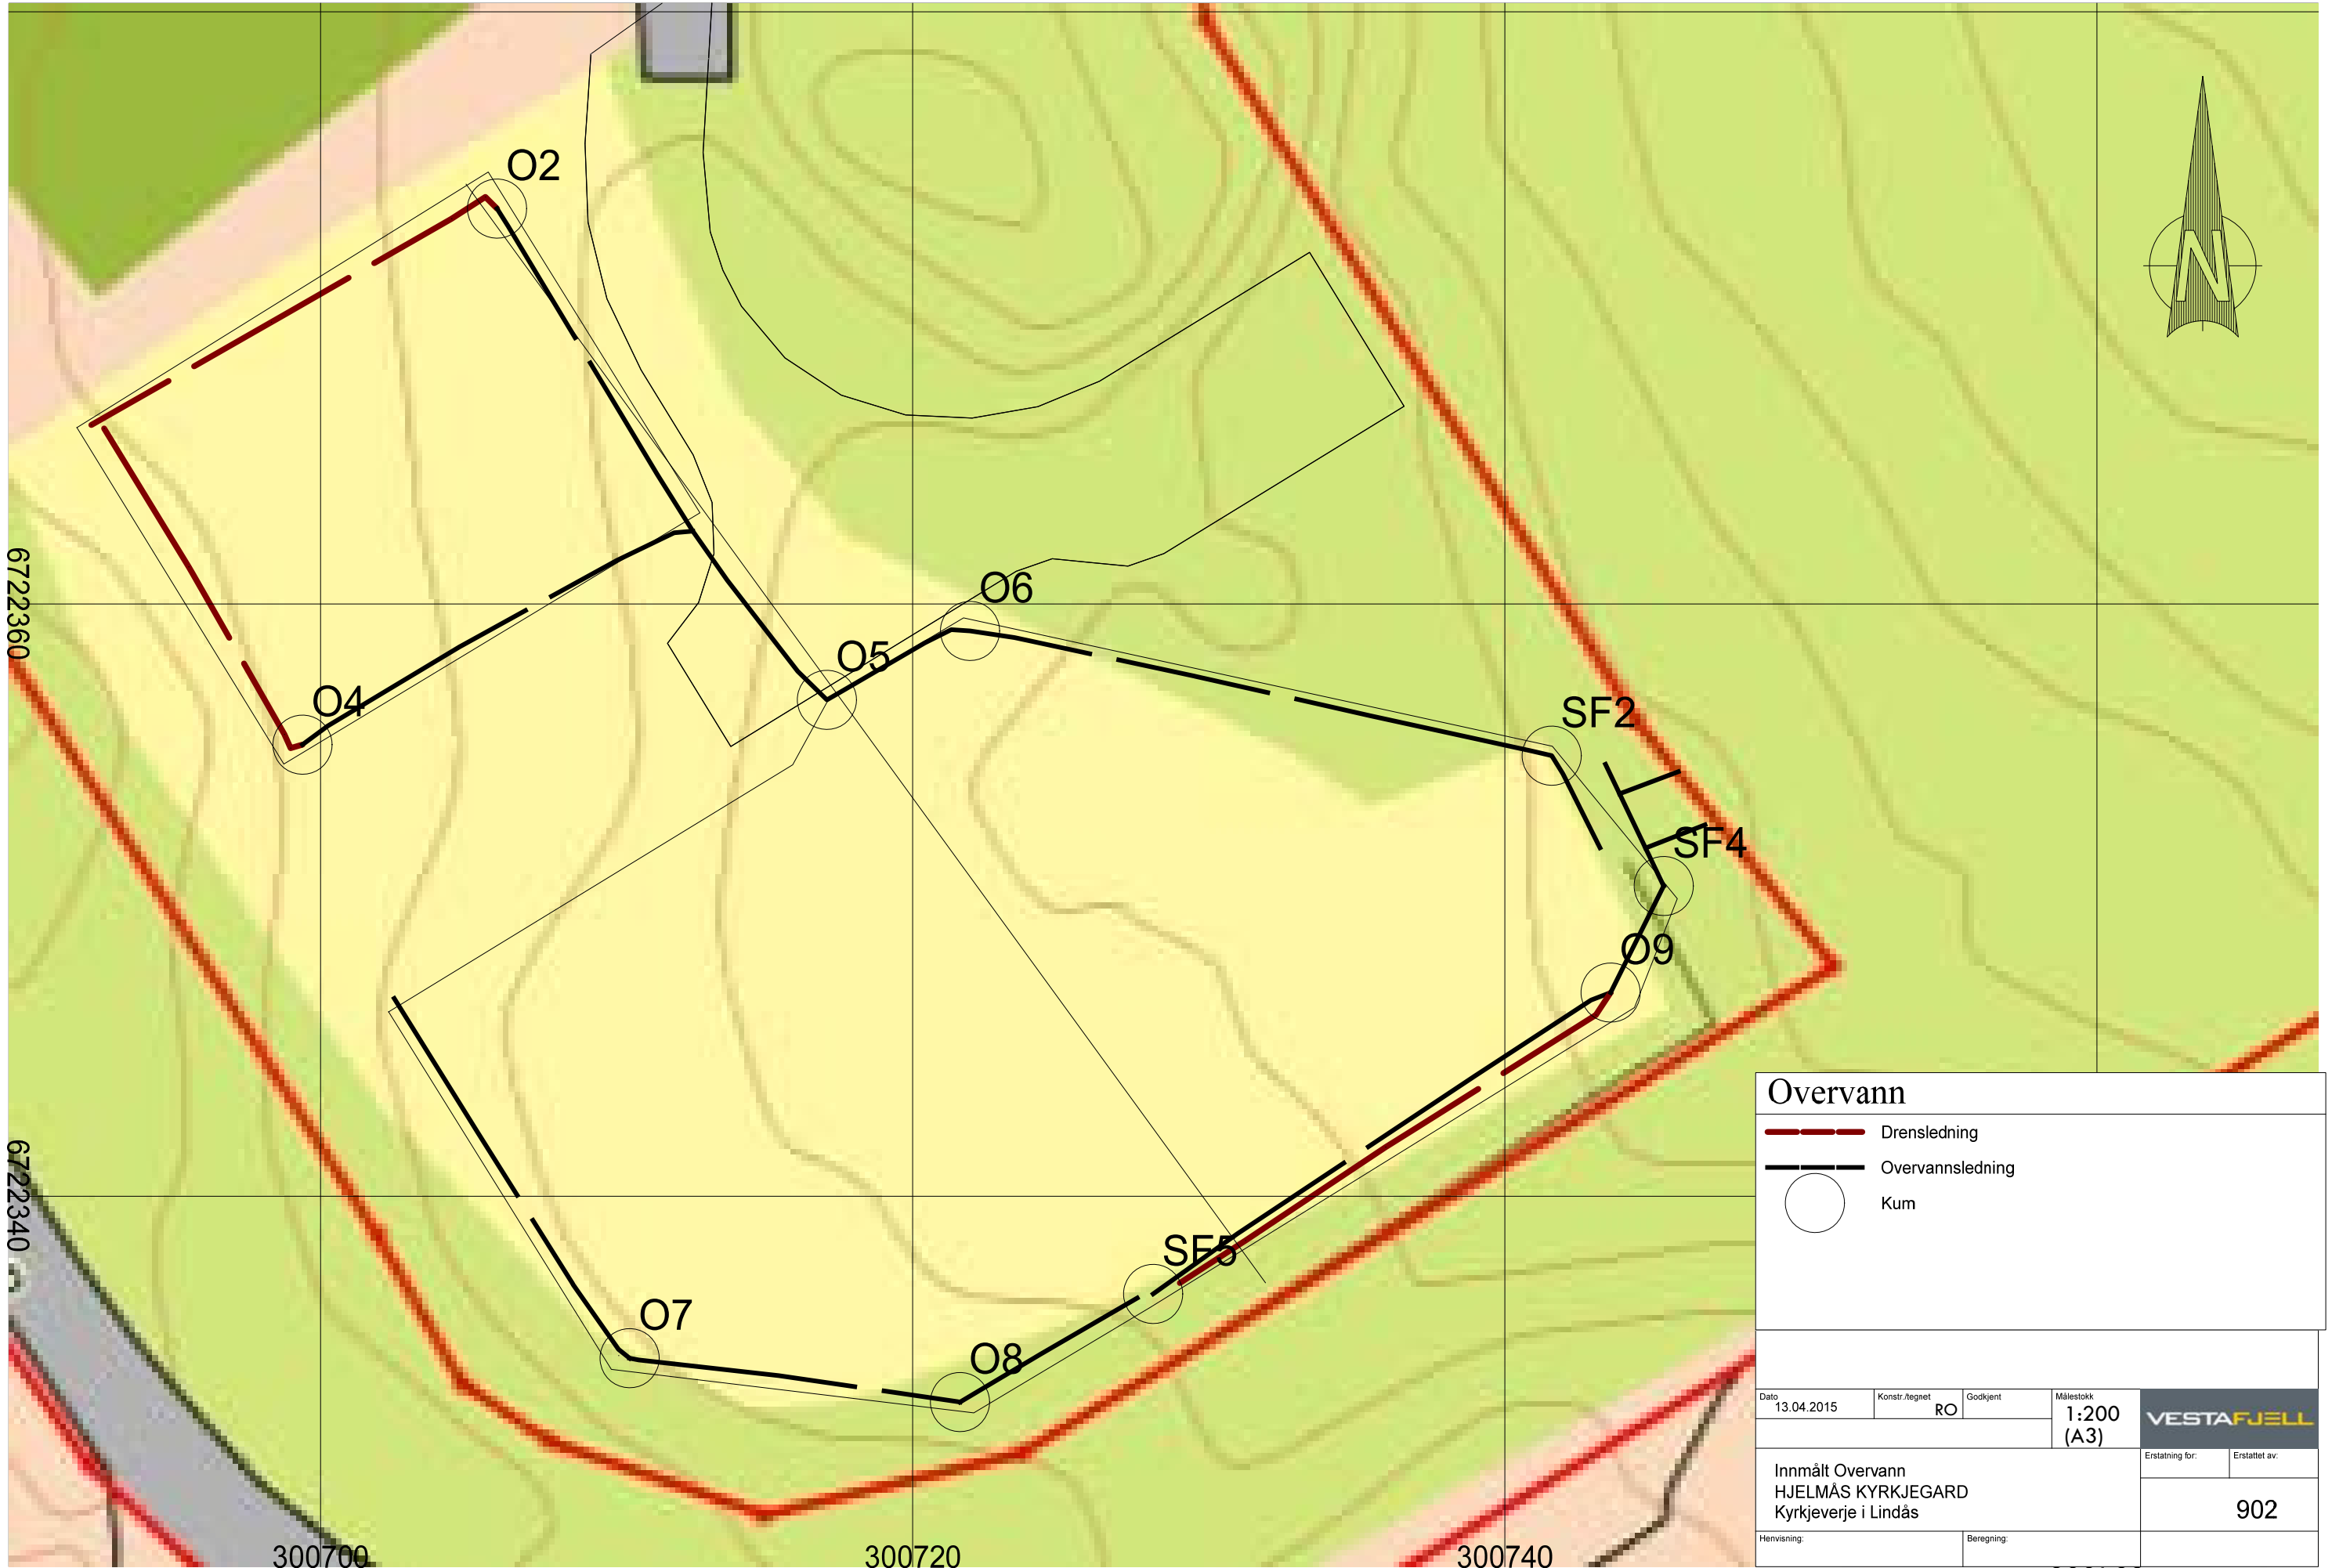 O2
N
6722360
O6
O5
O4
SF2
SF4
O9
6722340
SF5
O7
O8
300700
300720
300740
Overvann
Drensledning
Overvannsledning
Kum
Dato
13.04.2015
Konstr./tegnet
RO
Godkjent
Målestokk
1:200
(A3)
VESTAFJELL
Innmålt Overvann
HJELMÅS KYRKJEGARD
Kyrkjeverje i Lindås
Erstatning for:
Erstattet av:
902
Henvisning:
Beregning: